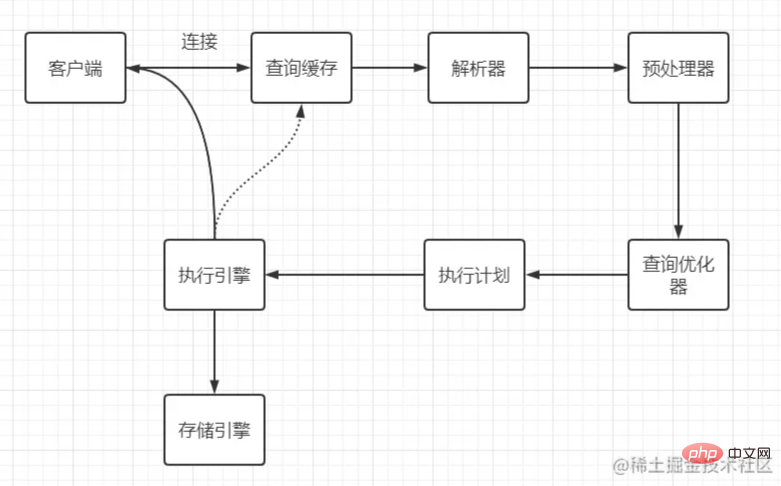 连接
客户端
查询缓存
解析器
预处理器
执行引擎
执行计划
查询优化
器
存储引擎
php 中文网
@稀土掘金技术社区